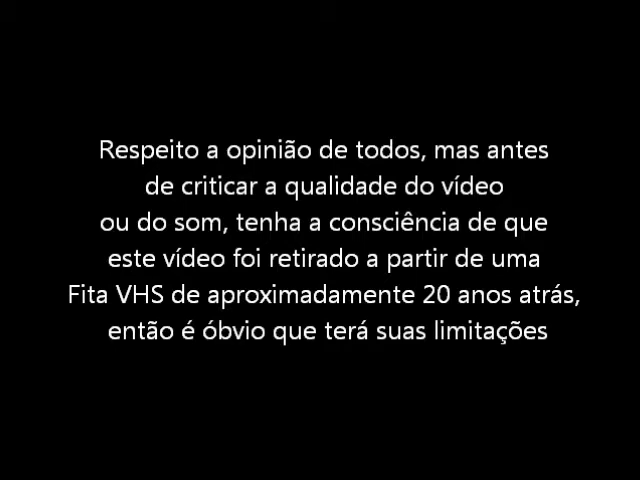 Respeito a opinião de todos, mas antes
de criticar a qualidade do vídeo
ou do som, tenha a consciência de que
este vídeo foi retirado a partir de uma
Fita VHS de aproximadamente 20 anos atrás,
então é óbvio que terá suas limitações